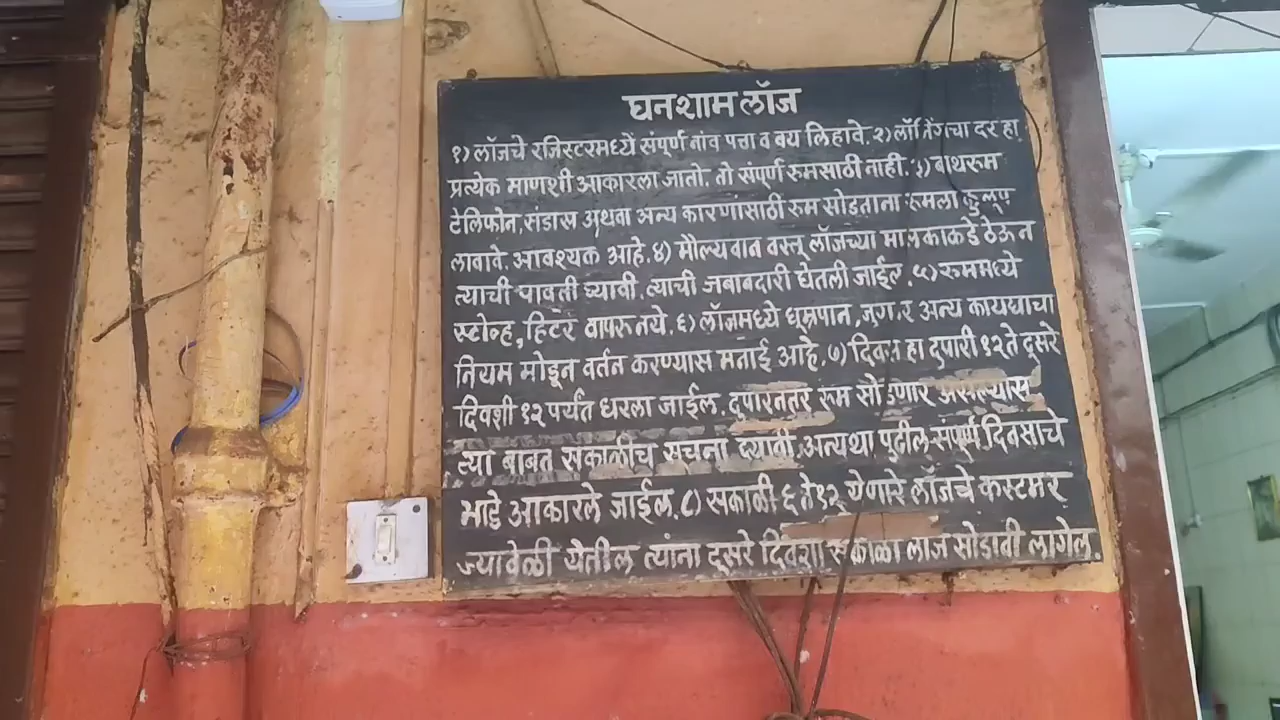 घनशाम लॉज
१) लॉजचे रजिस्टरमध्यें संपूर्ण नांव पत्ता व वय लिहावे. २) लॉजिंगचा दर हा
प्रत्येक माणशी आकारला जातो. तो संपूर्ण रुमसाठी नाही. ३) बाथरूम
टेलिफोन, संडास अथवा अन्य कारणांसाठी रुम सोडताना रूमला कुलूप
लावावे. आवश्यक आहे. ४) मौल्यवान वस्तू लॉजच्या मालकाकडे ठेऊन
त्याची पावती घ्यावी. त्याची जबाबदारी घेतली जाईल. ५) रूममध्ये
स्टोव्ह, हिटर वापरू नये. ६) लॉजमध्ये धूम्रपान, जुगार अन्य कायद्याचा
नियम मोडून वर्तन करण्यास मनाई आहे. ७) दिवस हा दुपारी १२ ते दूसरे
दिवशी १२ पर्यंत धरला जाईल. दुपारनंतर रूम सोडणार असल्यास
त्या बाबत सकाळीच सूचना द्यावी. अन्यथा पुढील संपूर्ण दिवसाचे
भाडे आकारले जाईल. ८) सकाळी ६ ते १२ येणारे लॉजचे कस्टमर
ज्यावेळी येतील त्यांना दूसरे दिवशी सकाळी लॉज सोडावी लागेल.